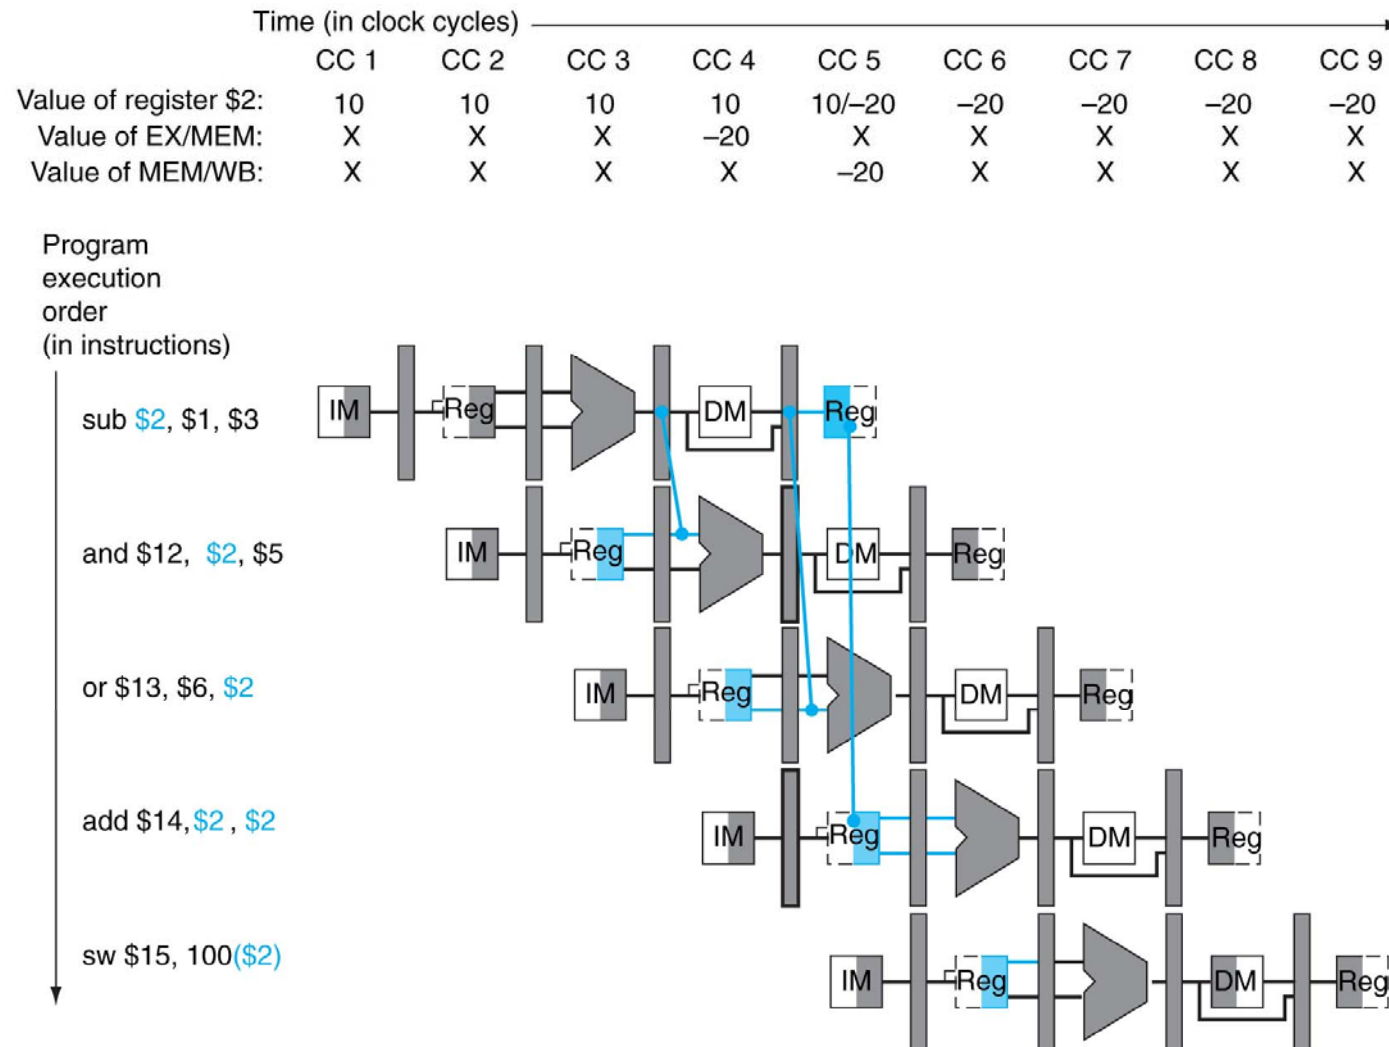 Time (in clock cycles)
CC 1 CC 2 CC 3 CC 4 CC 5 CC 6 CC 7 CC 8 CC 9
Value of register $2: 10 10 10 10 10/–20 –20 –20 –20 –20
Value of EX/MEM: X X X –20 X X X X X
Value of MEM/WB: X X X X –20 X X X X
Program
execution
order
(in instructions)
sub $2, $1, $3 IM Reg DM Reg
and $12, $2, $5 IM Reg DM Reg
or $13, $6, $2 IM Reg DM Reg
add $14,$2 , $2 IM Reg DM Reg
sw $15, 100($2) IM Reg DM Reg